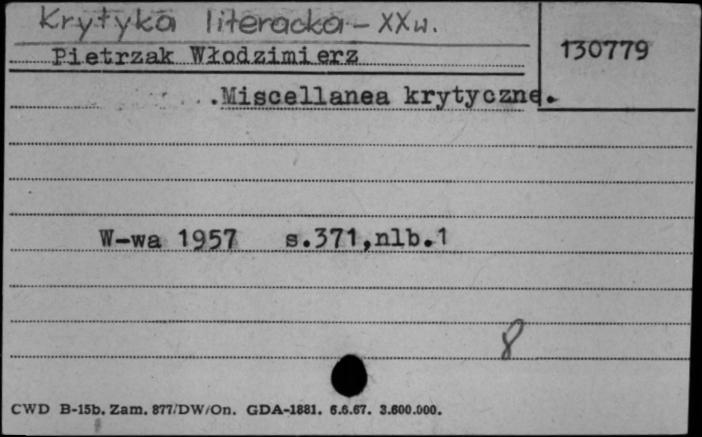 Krytyka literacka - XX w.
Pietrzak Włodzimierz
130779
.Miscellanea krytyczne.
W-wa 1957 s.371,nlb.1
8
CWD B-15b. Zam. 877/DW/On. GDA-1881. 6.6.67. 3.600.000.